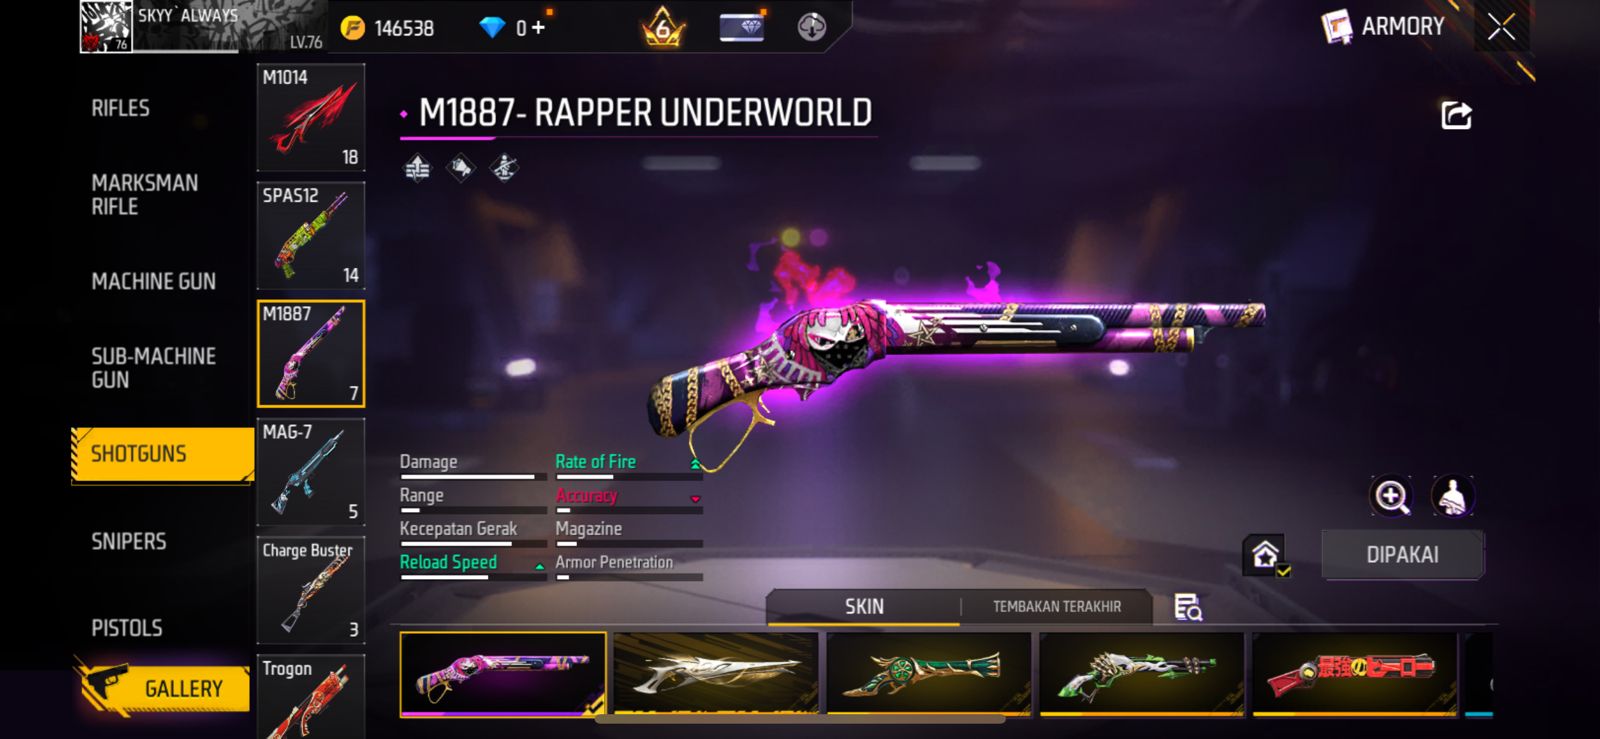 SKYY`ALWAYS
76
LV.76
146538
0 +
6
ARMORY
RIFLES
MARKSMAN
RIFLE
MACHINE GUN
SUB-MACHINE
GUN
SHOTGUNS
SNIPERS
PISTOLS
GALLERY
M1014
18
SPAS12
14
M1887
7
MAG-7
5
Charge Buster
3
Trogon
M1887- RAPPER UNDERWORLD
Damage
Rate of Fire
Range
Accuracy
Kecepatan Gerak
Magazine
Reload Speed
Armor Penetration
DIPAKAI
SKIN
TEMBAKAN TERAKHIR
最強